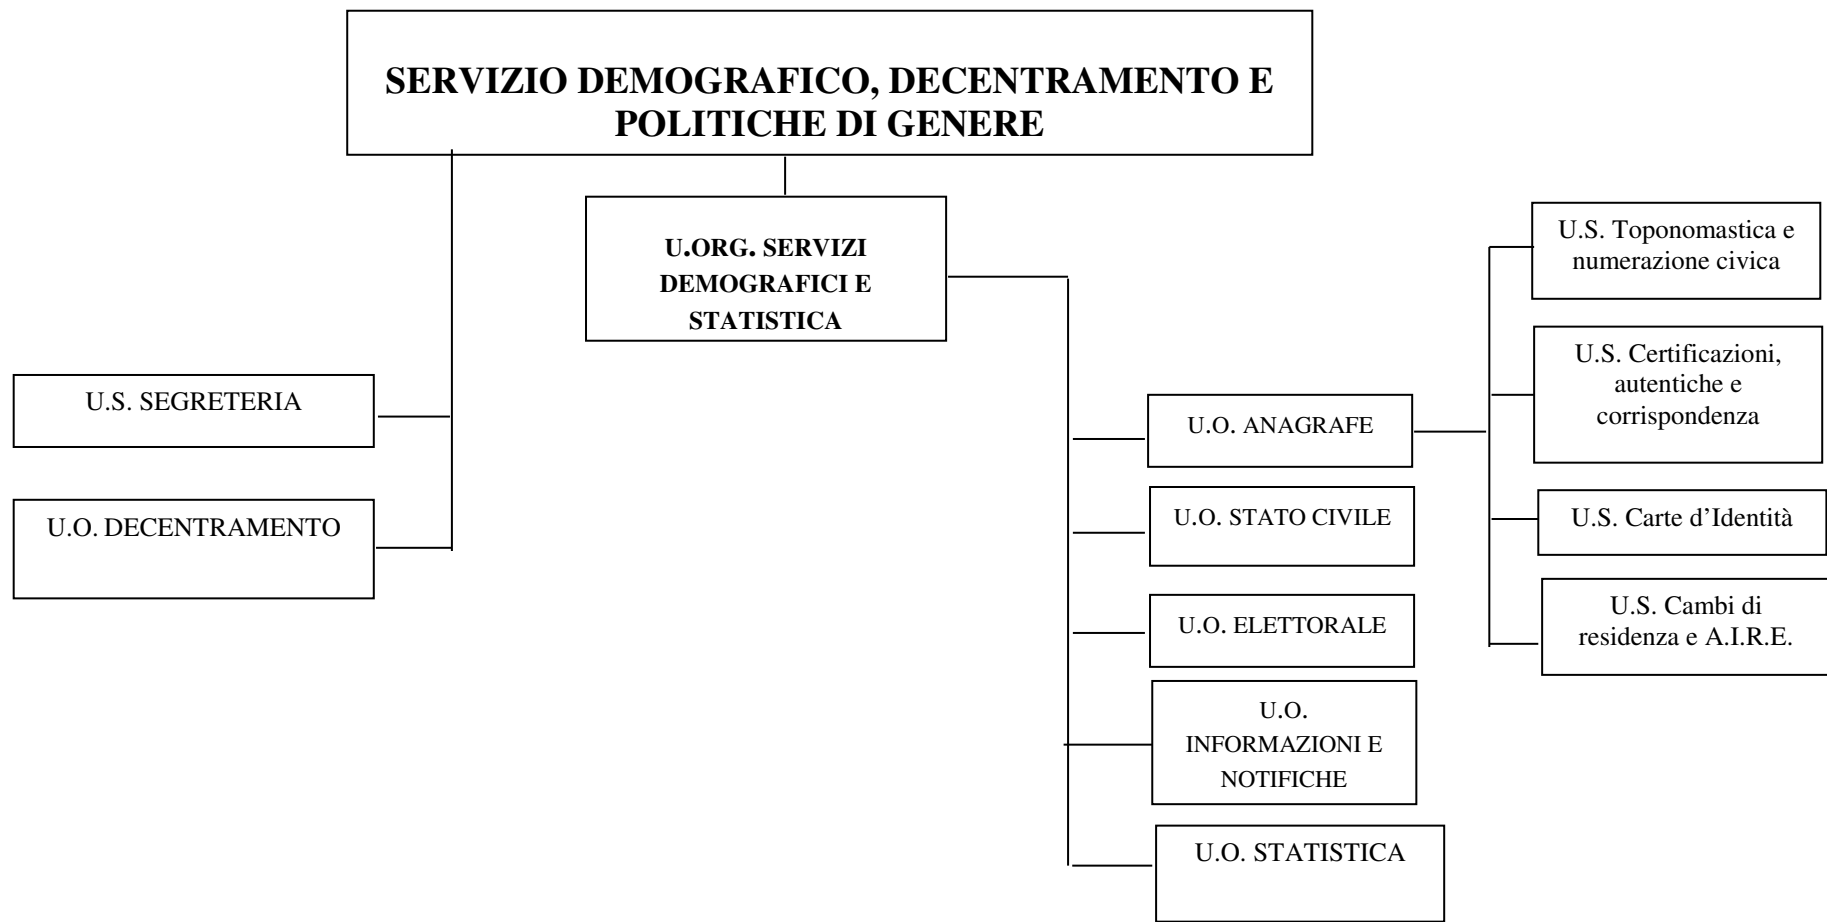 SERVIZIO DEMOGRAFICO, DECENTRAMENTO E
POLITICHE DI GENERE
U.ORG. SERVIZI
DEMOGRAFICI E
STATISTICA
U.S. SEGRETERIA
U.O. DECENTRAMENTO
U.O. ANAGRAFE
U.O. STATO CIVILE
U.O. ELETTORALE
U.O.
INFORMAZIONI E
NOTIFICHE
U.O. STATISTICA
U.S. Toponomastica e
numerazione civica
U.S. Certificazioni,
autentiche e
corrispondenza
U.S. Carte d’Identità
U.S. Cambi di
residenza e A.I.R.E.